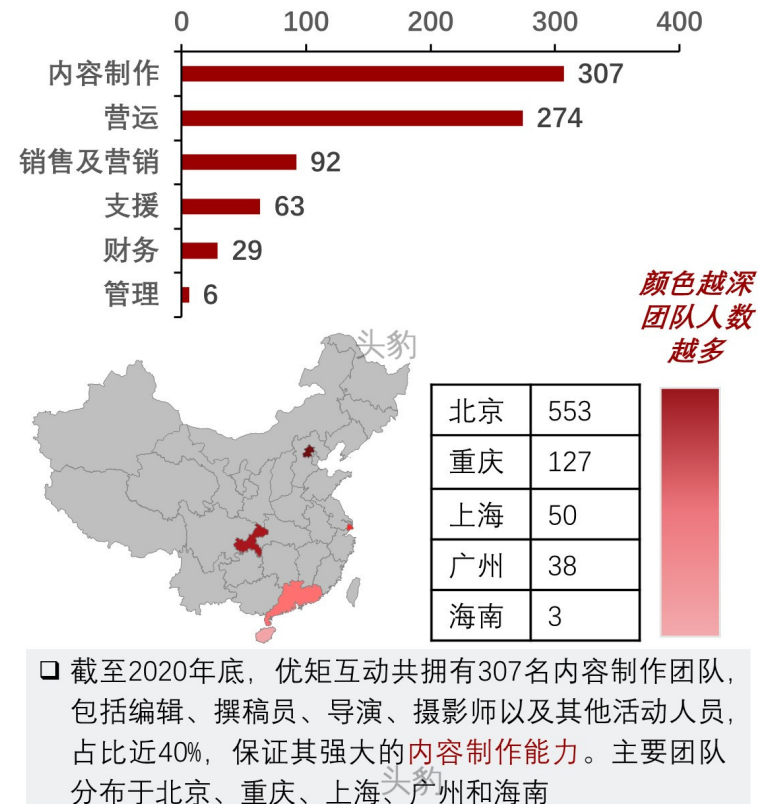 0 100 200 300 400
内容制作 307
营运 274
销售及营销 92
支援 63
财务 29
管理 6
颜色越深
团队人数
越多
头豹
北京 553
重庆 127
上海 50
广州 38
海南 3
❑ 截至2020年底，优矩互动共拥有307名内容制作团队，
包括编辑、撰稿员、导演、摄影师以及其他活动人员，
占比近40%，保证其强大的内容制作能力。主要团队
分布于北京、重庆、上海、广州和海南
头豹